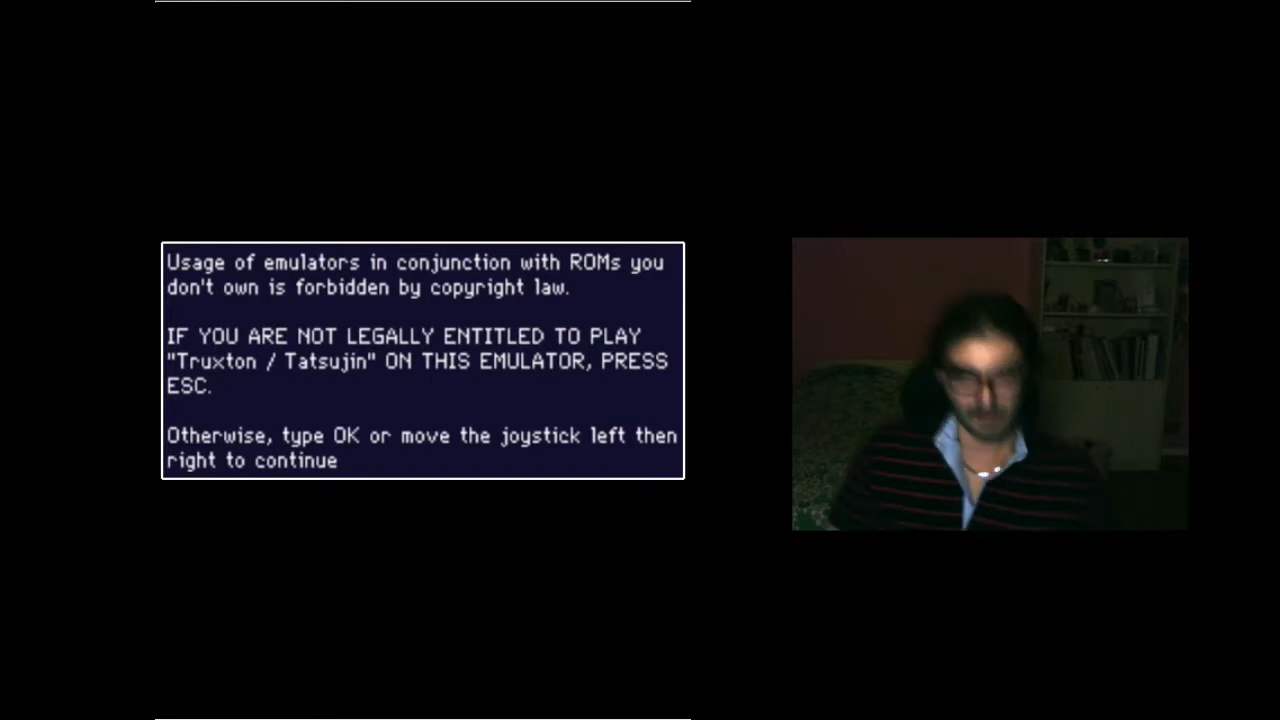 Usage of emulators in conjunction with ROMs you
don't own is forbidden by copyright law.
IF YOU ARE NOT LEGALLY ENTITLED TO PLAY
"Truxton / Tatsujin" ON THIS EMULATOR, PRESS
ESC.
Otherwise, type OK or move the joystick left then
right to continue